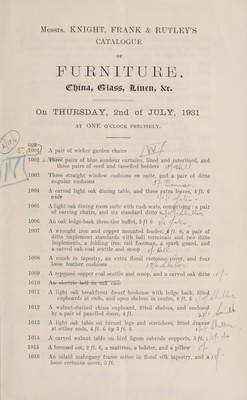 Messrs. KNIGHT, FRANK & RUTLEY'S
CATALOGUE
OF
FURNITURE.
China, Glass, Linen, &c.
ON THURSDAY, 2nd of JULY, 1931
AT ONE O'CLOCK PRECISELY.
LOT
1001 A pair of wicker garden chairs
1002 Three pairs of blue sundour curtains, lined and interlined, and
three pairs of cord and tasselled holders
1003 Three straight window cushions en suite, and a pair of ditto
angular cushions
1004 A carved light oak dining table, and three extra leaves, 4 ft. 6
wide
1005 A light oak dining room suite with rush seats, comprising: a pair
of carving chairs, and six standard ditto
1006 An oak ledge-back three-tier buffet, 5 ft. 6
1007 A wrought iron and copper mounted fender, 4 ft. 6, a pair of
ditto implement standards with ball terminals and two ditto
implements, a folding iron rail footman, a spark guard, and
a carved oak coal scuttle and scoop
1008 A couch in tapestry, an extra floral cretonne cover, and four
loose feather cushions
1009 A repoussé copper coal scuttle and scoop, and a carved oak ditto
1010 An electric bell in oak case
1011 A light oak breakfront dwarf bookcase with ledge back, fitted
cupboards at ends, and open shelves in centre, 8 ft. 6
1012 A walnut-stained china cupboard, fitted shelves, and enclosed
by a pair of panelled doors, 4 ft.
1013 A light oak table on turned legs and stretchers, fitted drawer
at either ends, 4 ft. 6 by 3 ft. 6
1014 A carved walnut table on bird figure cabriole supports, 3 ft.
1015 A bronzed cot, 2 ft. 6, a mattress, a bolster, and a pillow
1016 An inlaid mahogany frame settee in floral silk tapestry, and a
loose cretonne cover, 5 ft.